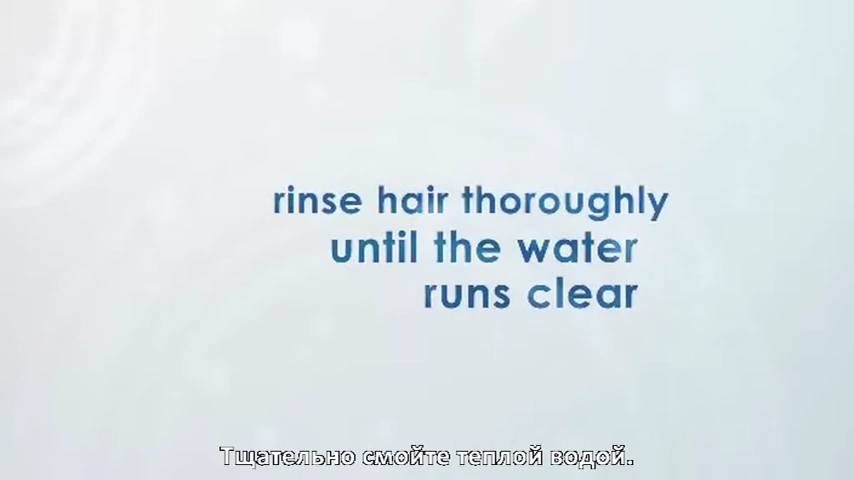 rinse hair thoroughly
until the water
runs clear
Тщательно смойте теплой водой.